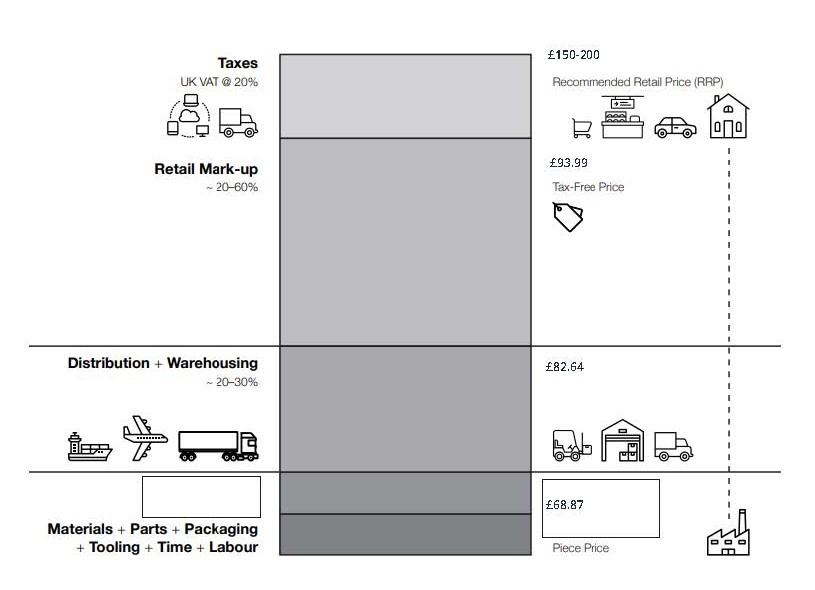 Taxes
UK VAT @ 20%
£150-200
Recommended Retail Price (RRP)
Retail Mark-up
~ 20–60%
£93.99
Tax-Free Price
Distribution + Warehousing
~ 20–30%
£82.64
£68.87
Materials + Parts + Packaging
+ Tooling + Time + Labour
Piece Price